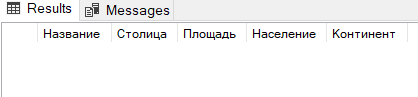 Results Messages
Название Столица Площадь Население Континент